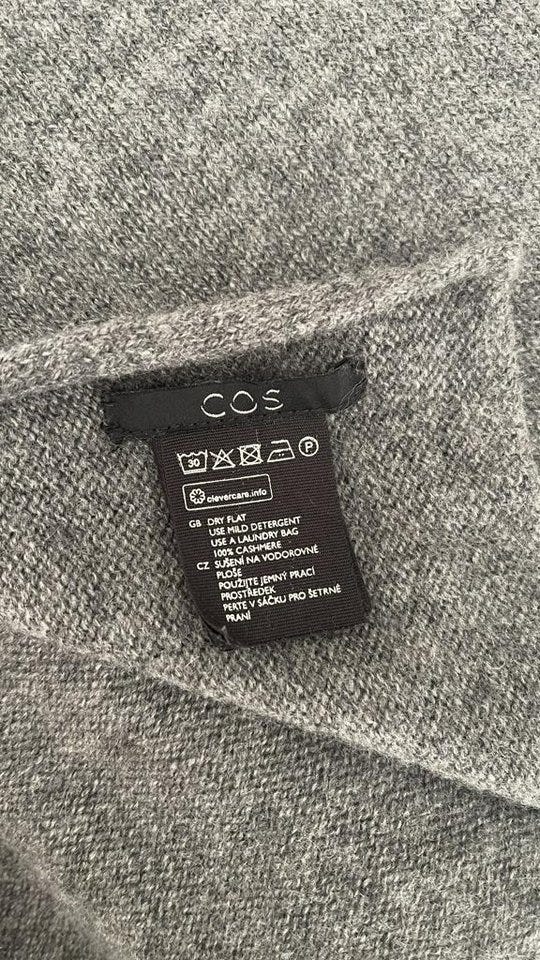 COS
30 P
clevercare.info
GB DRY FLAT
USE MILD DETERGENT
USE A LAUNDRY BAG
100% CASHMERE
CZ SUŠENÍ NA VODOROVNÉ
PLOŠE
POUŽIJTE JEMNÝ PRACÍ
PROSTŘEDEK
PERTE V SÁČKU PRO ŠETRNÉ
PRANÍ